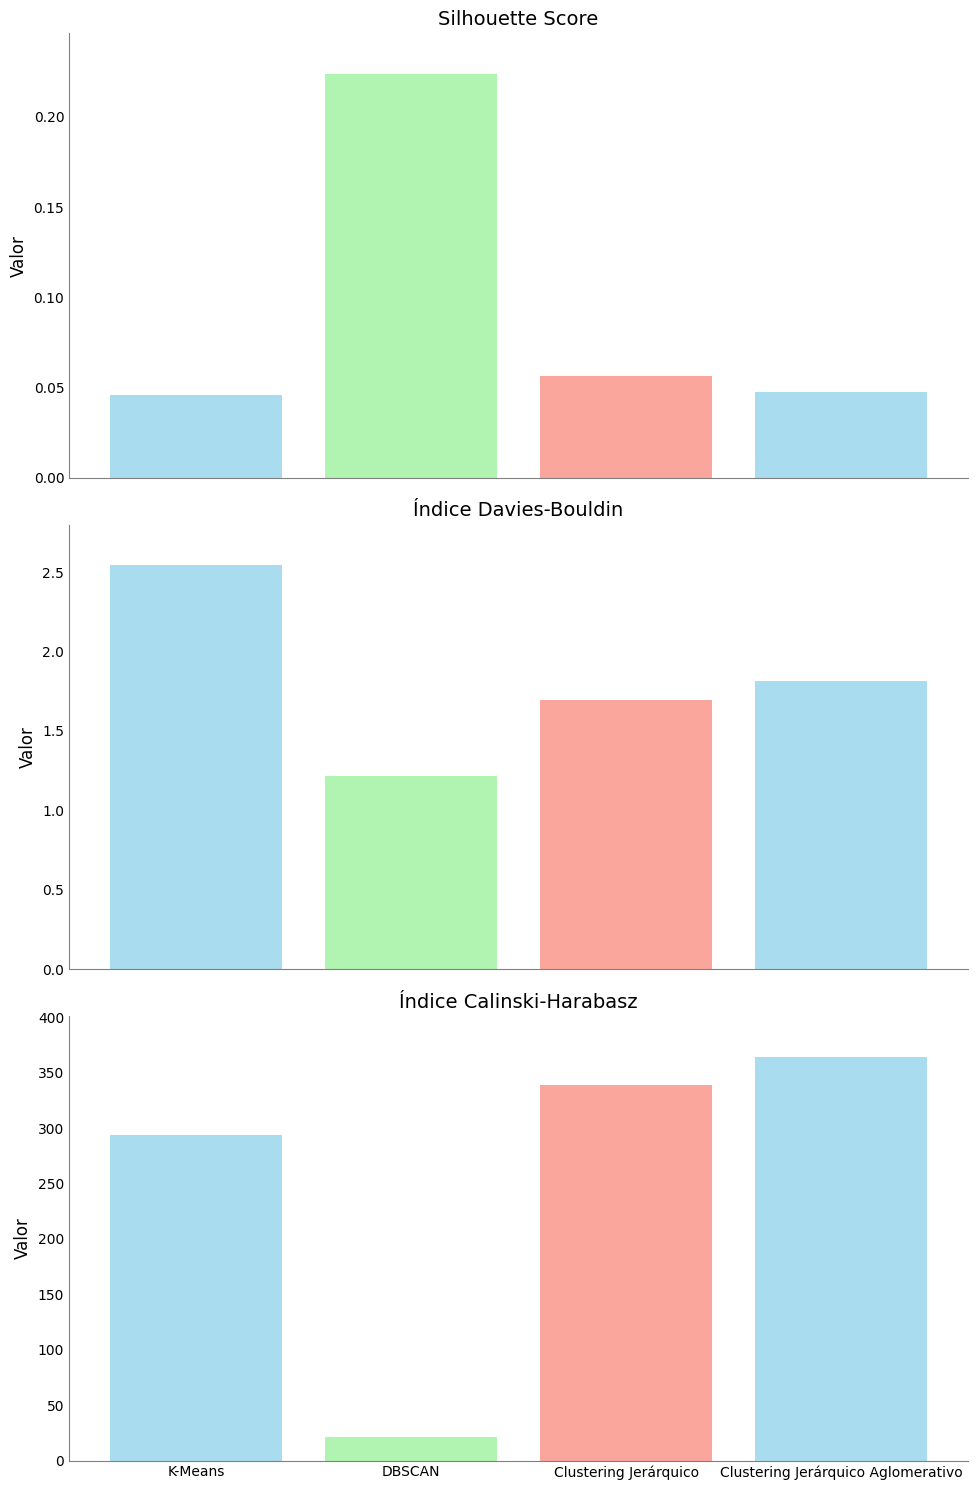 Silhouette Score
Valor
0.20
0.15
0.10
0.05
0.00
Índice Davies-Bouldin
Valor
2.5
2.0
1.5
1.0
0.5
0.0
Índice Calinski-Harabasz
Valor
400
350
300
250
200
150
100
50
0
K-Means DBSCAN Clustering Jerárquico Clustering Jerárquico Aglomerativo